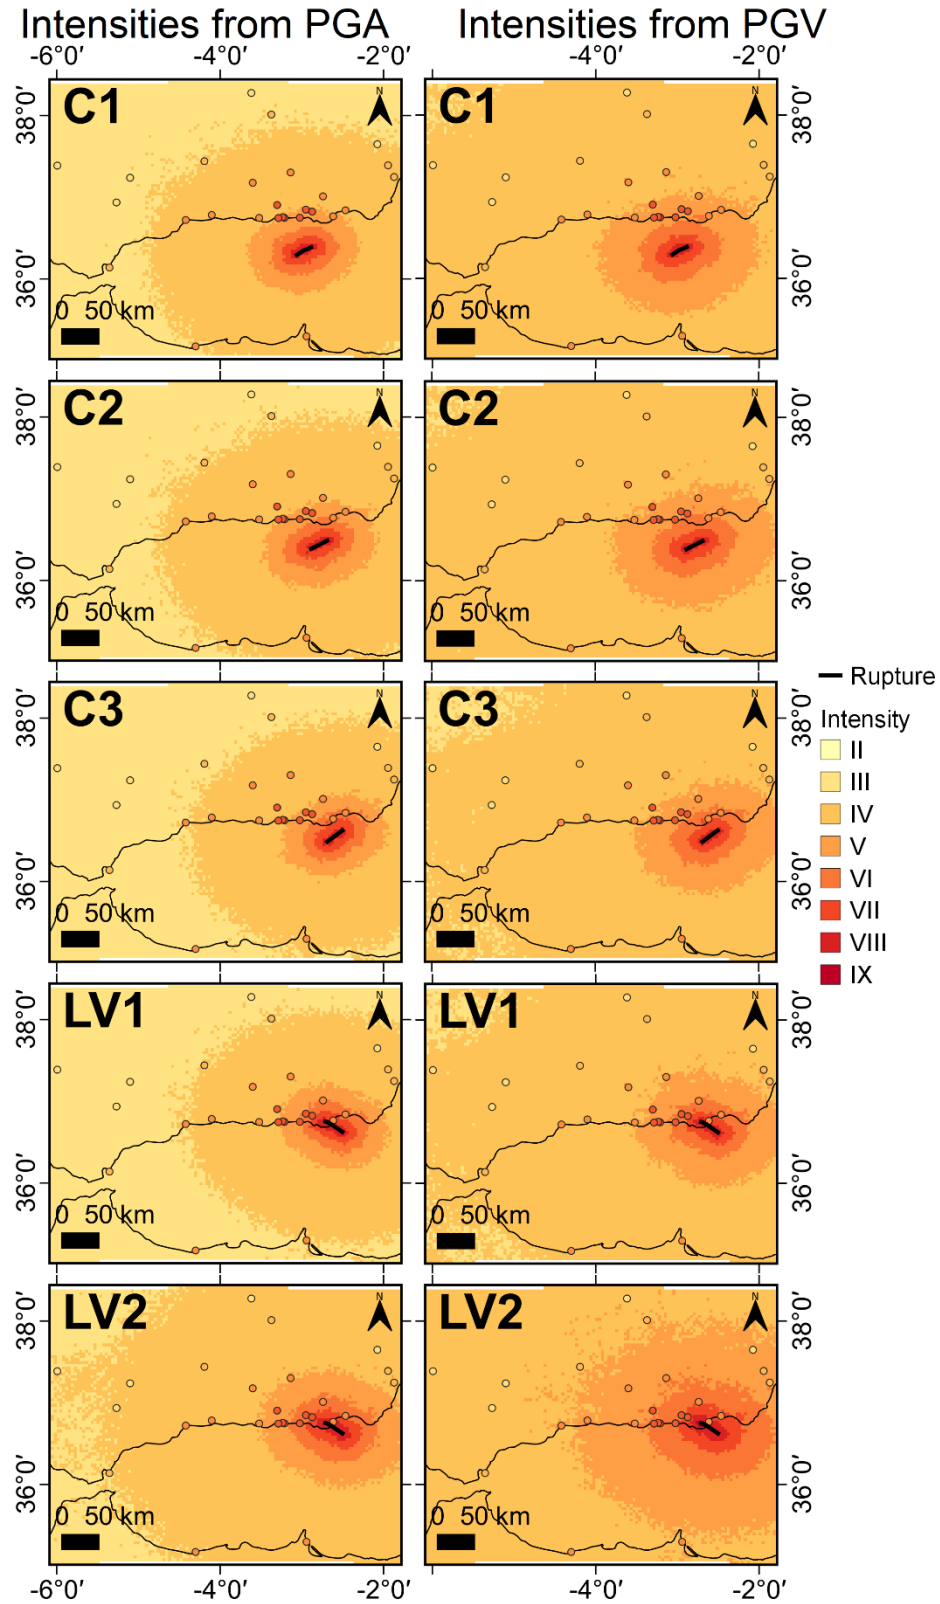 Intensities from PGA
Intensities from PGV
-6°0′ -4°0′ -2°0′ -4°0′ -2°0′
C1 N
38°0′
36°0′
0 50 km
C1 N
38°0′
36°0′
0 50 km
C2 N
38°0′
36°0′
0 50 km
C2 N
38°0′
36°0′
0 50 km
C3 N
38°0′
36°0′
0 50 km
C3 N
38°0′
36°0′
0 50 km
Rupture
Intensity
II
III
IV
V
VI
VII
VIII
IX
LV1 N
38°0′
36°0′
0 50 km
LV1 N
38°0′
36°0′
0 50 km
LV2 N
38°0′
36°0′
0 50 km
LV2 N
38°0′
36°0′
0 50 km
-6°0′ -4°0′ -2°0′ -4°0′ -2°0′